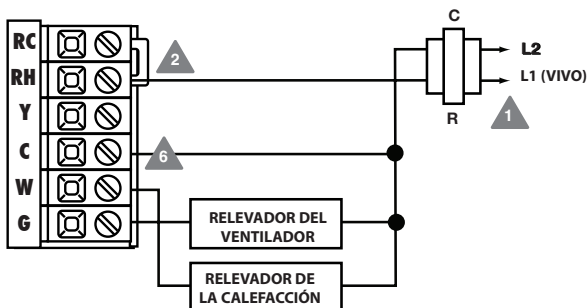 RC
RH
Y
C
W
G
2
6
C
R
L2
L1 (VIVO)
1
RELEVADOR DEL
VENTILADOR
RELEVADOR DE
LA CALEFACCIÓN